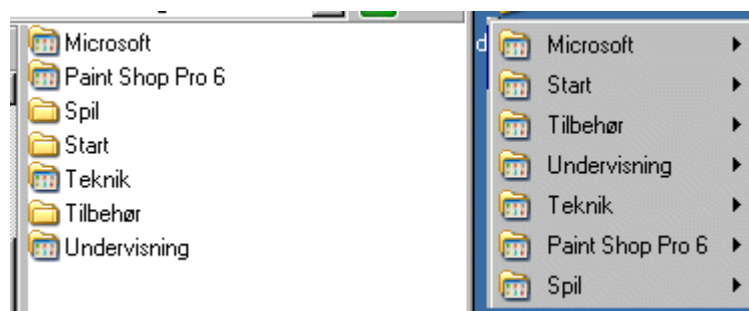 Microsoft
Paint Shop Pro 6
Spil
Start
Teknik
Tilbehør
Undervisning
d
Microsoft
Start
Tilbehør
Undervisning
Teknik
Paint Shop Pro 6
Spil